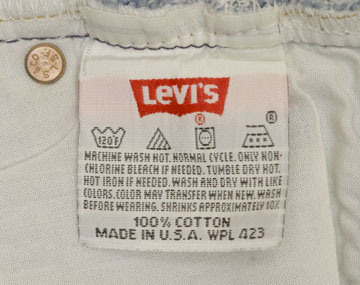 LEVI'S
®
®
120F
MACHINE WASH HOT. NORMAL CYCLE. ONLY NON-
CHLORINE BLEACH IF NEEDED. TUMBLE DRY HOT.
HOT IRON IF NEEDED. WASH AND DRY WITH LIKE
COLORS. COLOR MAY TRANSFER WHEN NEW. WASH
BEFORE WEARING. SHRINKS APPROXIMATELY 10%
100% COTTON
MADE IN U.S.A. WPL 423